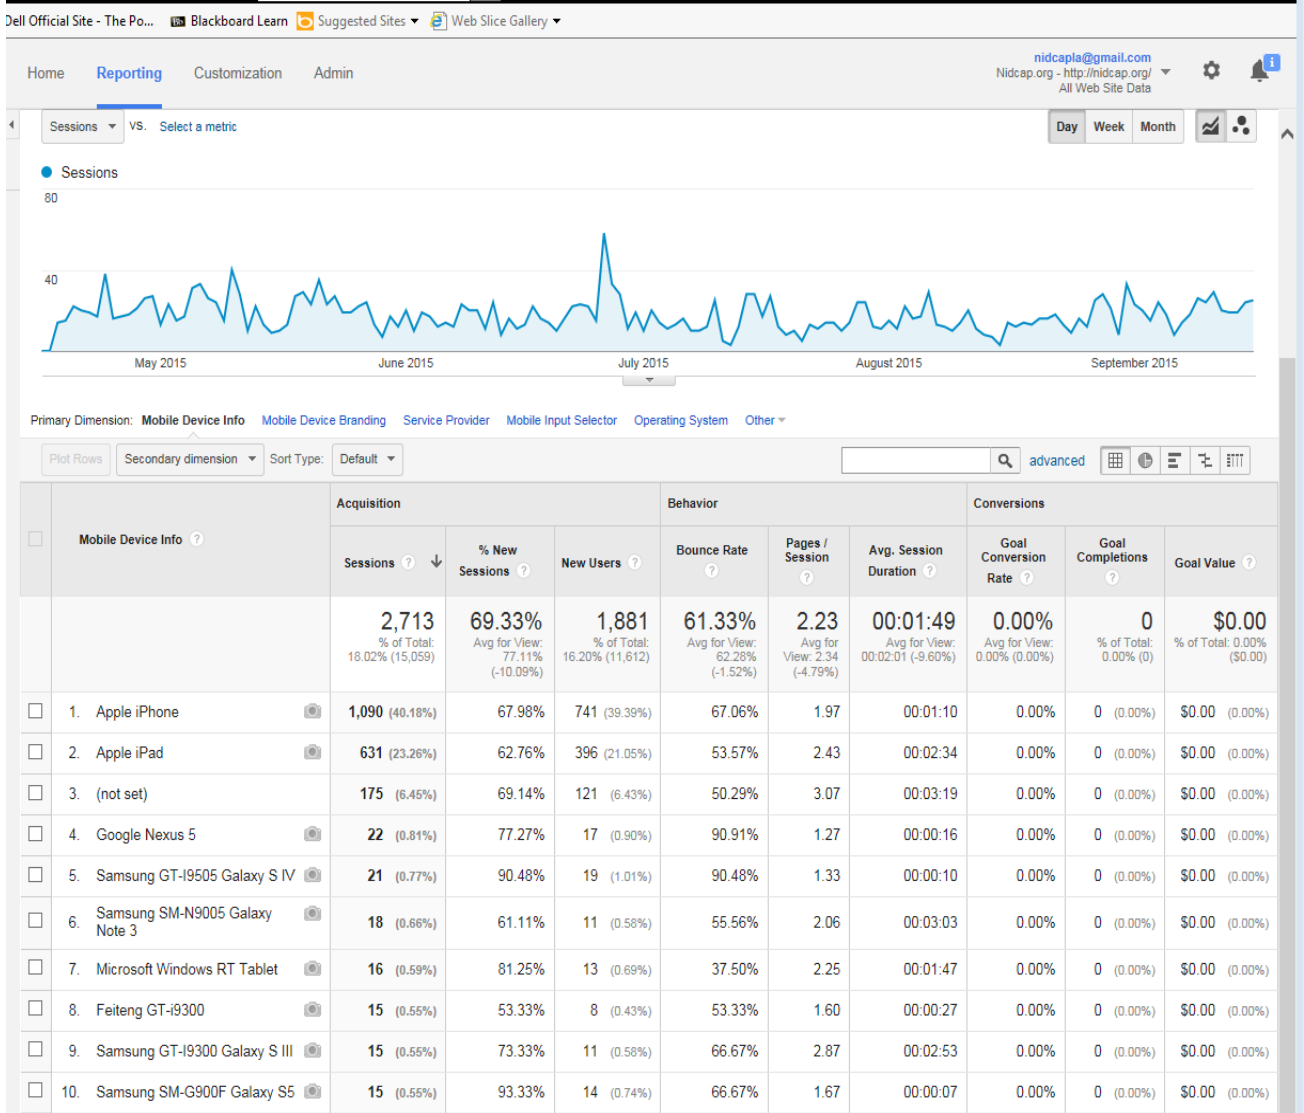 Dell Official Site - The Po... Bb Blackboard Learn Suggested Sites Web Slice Gallery
nidcapla@gmail.com
Home Reporting Customization Admin Nidcap.org - http://nidcap.org/
All Web Site Data
Sessions VS. Select a metric Day Week Month
Sessions
80
40
May 2015 June 2015 July 2015 August 2015 September 2015
Primary Dimension: Mobile Device Info Mobile Device Branding Service Provider Mobile Input Selector Operating System Other
Plot Rows Secondary dimension Sort Type: Default advanced
Mobile Device Info ? Acquisition Behavior Conversions
Sessions ? % New Sessions ? New Users ? Bounce Rate ? Pages / Session ? Avg. Session Duration ? Goal Conversion Rate ? Goal Completions ? Goal Value ?
2,713 69.33% 1,881 61.33% 2.23 00:01:49 0.00% 0 $0.00
% of Total: 18.02% (15,059) Avg for View: 77.11% (-10.09%) % of Total: 16.20% (11,612) Avg for View: 62.28% (-1.52%) Avg for View: 2.34 (-4.79%) Avg for View: 00:02:01 (-9.60%) Avg for View: 0.00% (0.00%) % of Total: 0.00% (0) % of Total: 0.00% ($0.00)
1. Apple iPhone 1,090 (40.18%) 67.98% 741 (39.39%) 67.06% 1.97 00:01:10 0.00% 0 (0.00%) $0.00 (0.00%)
2. Apple iPad 631 (23.26%) 62.76% 396 (21.05%) 53.57% 2.43 00:02:34 0.00% 0 (0.00%) $0.00 (0.00%)
3. (not set) 175 (6.45%) 69.14% 121 (6.43%) 50.29% 3.07 00:03:19 0.00% 0 (0.00%) $0.00 (0.00%)
4. Google Nexus 5 22 (0.81%) 77.27% 17 (0.90%) 90.91% 1.27 00:00:16 0.00% 0 (0.00%) $0.00 (0.00%)
5. Samsung GT-I9505 Galaxy S IV 21 (0.77%) 90.48% 19 (1.01%) 90.48% 1.33 00:00:10 0.00% 0 (0.00%) $0.00 (0.00%)
6. Samsung SM-N9005 Galaxy Note 3 18 (0.66%) 61.11% 11 (0.58%) 55.56% 2.06 00:03:03 0.00% 0 (0.00%) $0.00 (0.00%)
7. Microsoft Windows RT Tablet 16 (0.59%) 81.25% 13 (0.69%) 37.50% 2.25 00:01:47 0.00% 0 (0.00%) $0.00 (0.00%)
8. Feiteng GT-i9300 15 (0.55%) 53.33% 8 (0.43%) 53.33% 1.60 00:00:27 0.00% 0 (0.00%) $0.00 (0.00%)
9. Samsung GT-I9300 Galaxy S III 15 (0.55%) 73.33% 11 (0.58%) 66.67% 2.87 00:02:53 0.00% 0 (0.00%) $0.00 (0.00%)
10. Samsung SM-G900F Galaxy S5 15 (0.55%) 93.33% 14 (0.74%) 66.67% 1.67 00:00:07 0.00% 0 (0.00%) $0.00 (0.00%)